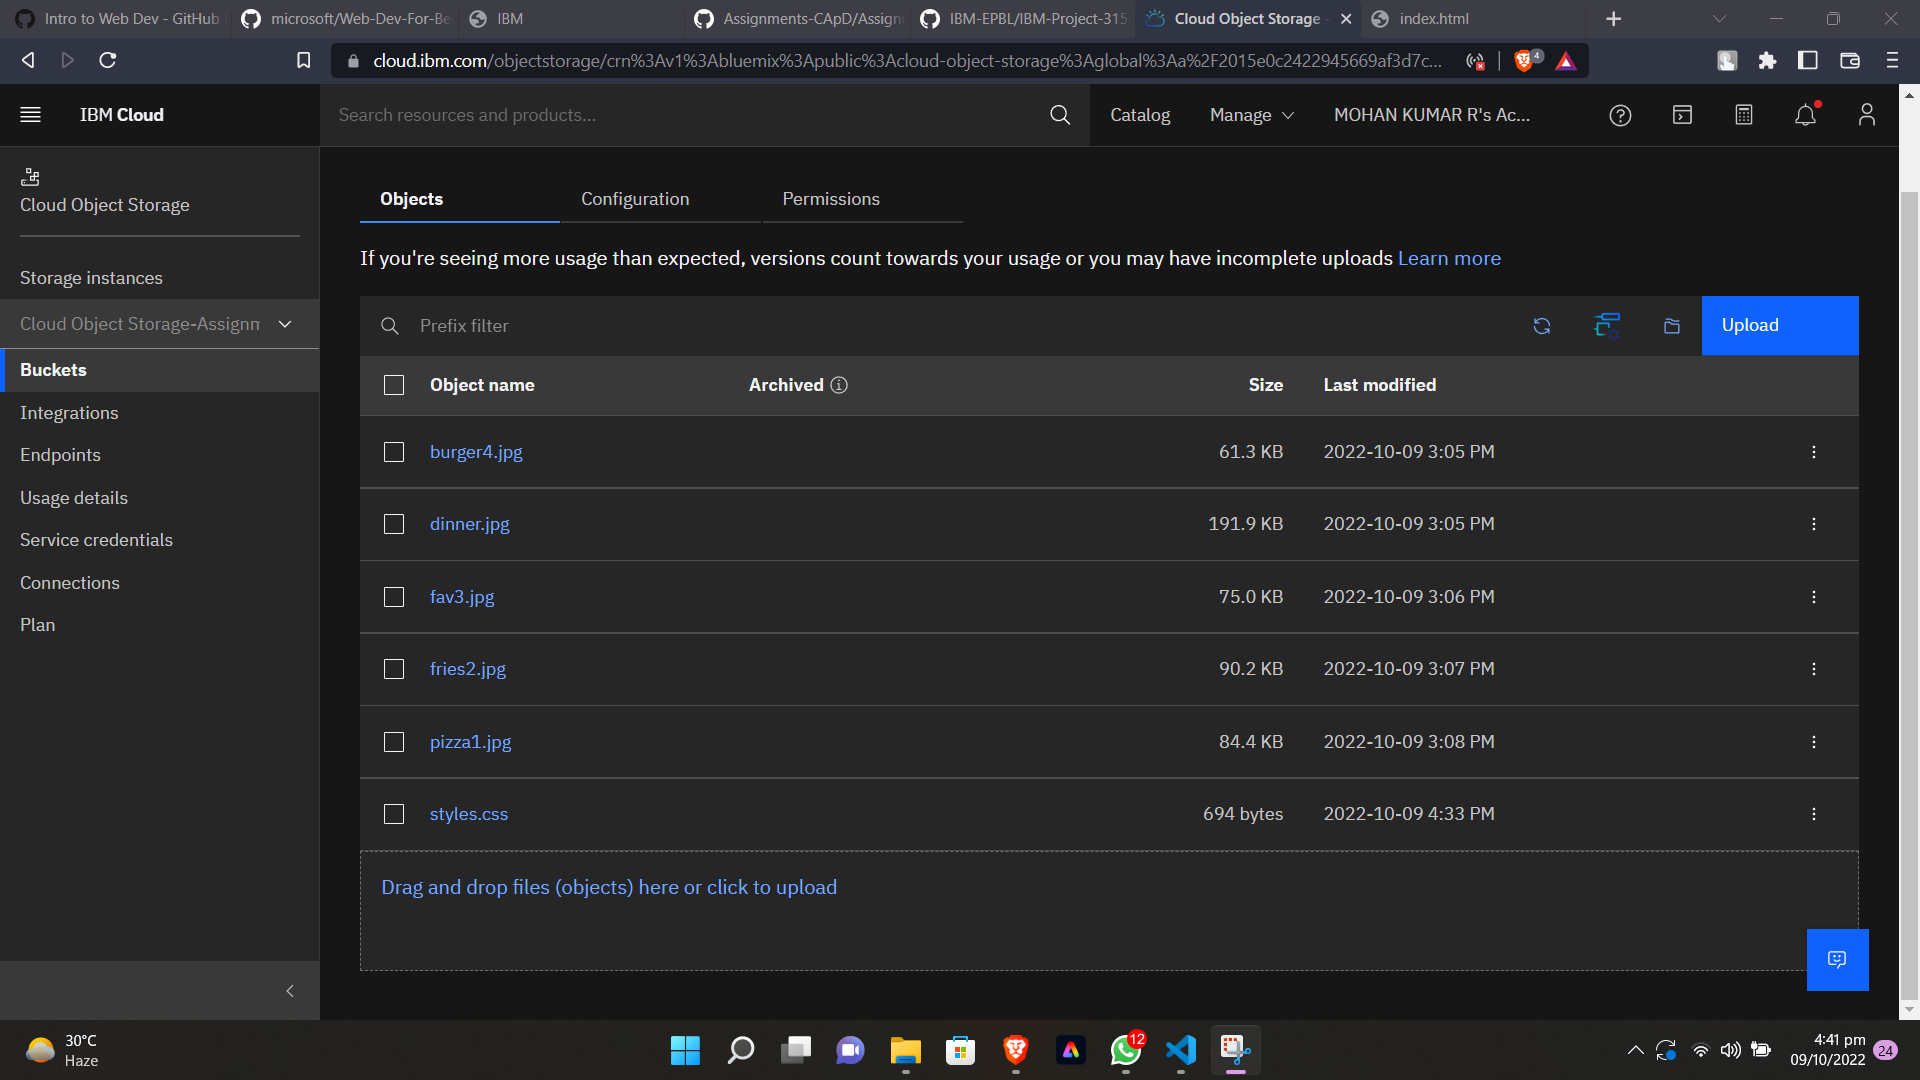 Intro to Web Dev - GitHub
microsoft/Web-Dev-For-Be
IBM
Assignments-CApD/Assign
IBM-EPBL/IBM-Project-315
Cloud Object Storage -
index.html
cloud.ibm.com/objectstorage/crn%3Av1%3Abluemix%3Apublic%3Acloud-object-storage%3Aglobal%3Aa%2F2015e0c2422945669af3d7c...
4
IBM Cloud
Search resources and products...
Catalog
Manage
MOHAN KUMAR R's Ac...
Cloud Object Storage
Storage instances
Cloud Object Storage-Assignm
Buckets
Integrations
Endpoints
Usage details
Service credentials
Connections
Plan
Objects
Configuration
Permissions
If you're seeing more usage than expected, versions count towards your usage or you may have incomplete uploads Learn more
Prefix filter
Upload
Object name Archived Size Last modified
burger4.jpg 61.3 KB 2022-10-09 3:05 PM
dinner.jpg 191.9 KB 2022-10-09 3:05 PM
fav3.jpg 75.0 KB 2022-10-09 3:06 PM
fries2.jpg 90.2 KB 2022-10-09 3:07 PM
pizza1.jpg 84.4 KB 2022-10-09 3:08 PM
styles.css 694 bytes 2022-10-09 4:33 PM
Drag and drop files (objects) here or click to upload
30°C
Haze
12
4:41 pm
09/10/2022
24